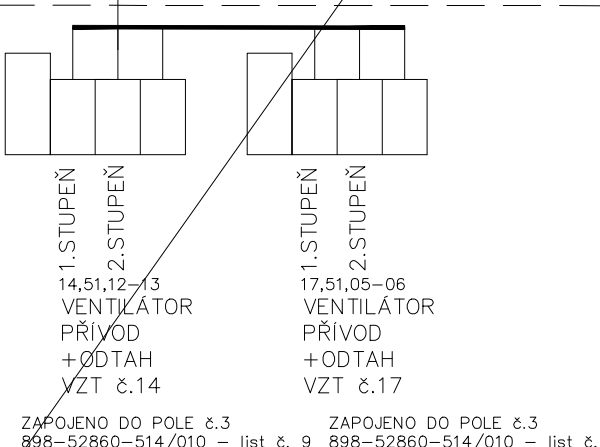 1.STUPEŇ
2.STUPEŇ
14,51,12-13
VENTILÁTOR
PŘÍVOD
+ODTAH
VZT č.14
ZAPOJENO DO POLE č.3
898-52860-514/010 - list č. 9
1.STUPEŇ
2.STUPEŇ
17,51,05-06
VENTILÁTOR
PŘÍVOD
+ODTAH
VZT č.17
ZAPOJENO DO POLE č.3
898-52860-514/010 - list č.